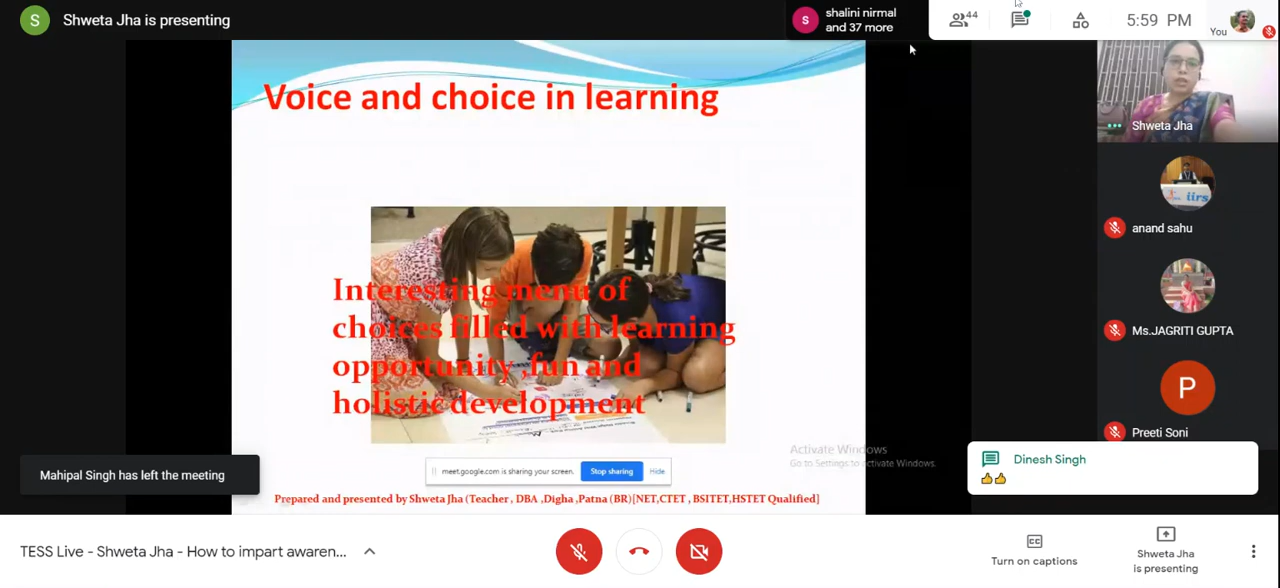 S
Shweta Jha is presenting
s
shalini nirmal
and 37 more
44
5:59 PM
You
Voice and choice in learning
Interesting menu of
choices filled with learning
opportunity ,fun and
holistic development
Shweta Jha
iirs
anand sahu
Ms.JAGRITI GUPTA
P
Preeti Soni
Activate Windows
Go to Settings to activate Windows.
Dinesh Singh
👍👍
Mahipal Singh has left the meeting
meet.google.com is sharing your screen.
Stop sharing
Hide
Prepared and presented by Shweta Jha (Teacher , DBA ,Digha ,Patna (BR)[NET,CTET , BSITET,HSTET Qualified]
TESS Live - Shweta Jha - How to impart awaren...
CC
Turn on captions
Shweta Jha
is presenting